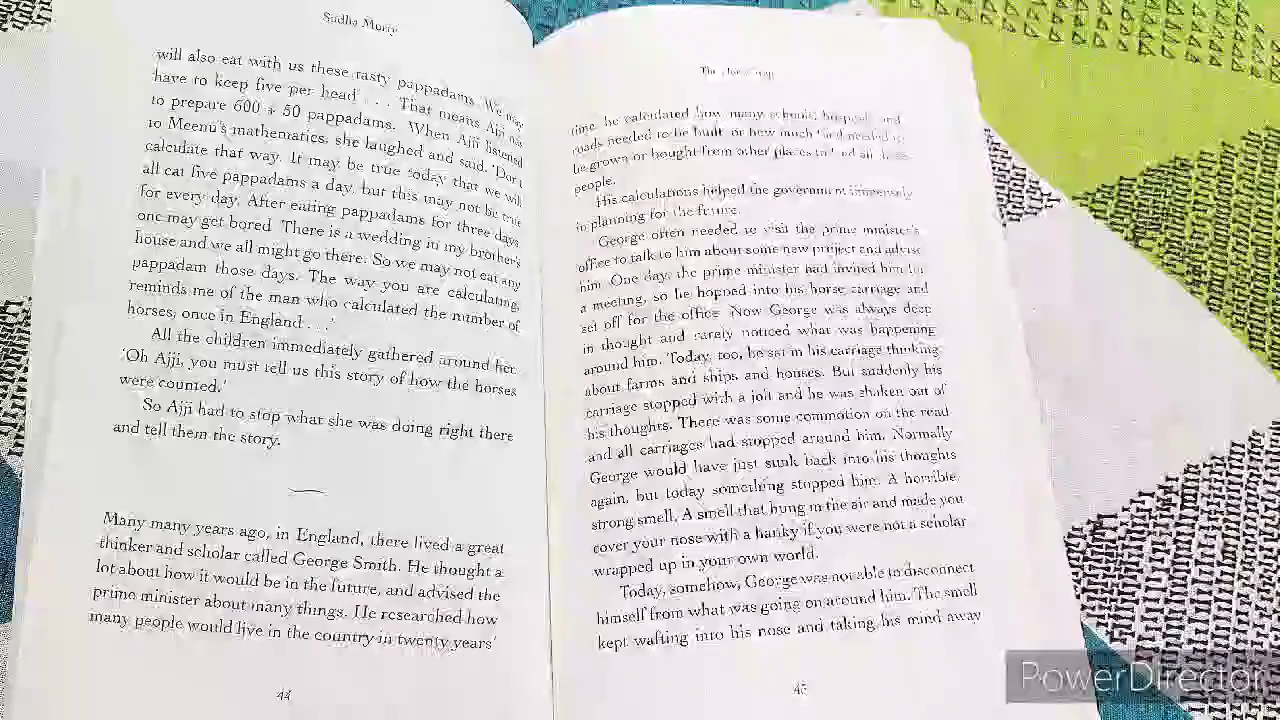 Sudha Murty
will also eat with us these tasty pappadams. We
have to keep five per head . . . That means Ajji has
to prepare 600 + 50 pappadams.' When Ajji listened
to Meenu's mathematics, she laughed and said, 'Don't
calculate that way. It may be true today that we will
all eat five pappadams a day, but this may not be true
for every day. After eating pappadams for three days
one may get bored. There is a wedding in my brother's
house and we all might go there. So we may not eat any
pappadam those days. The way you are calculating,
reminds me of the man who calculated the number of
horses, once in England . . .'
All the children immediately gathered around her.
'Oh Ajji, you must tell us this story of how the horses
were counted.'
So Ajji had to stop what she was doing right there
and tell them the story.
Many many years ago, in England, there lived a great
thinker and scholar called George Smith. He thought a
lot about how it would be in the future, and advised the
prime minister about many things. He researched how
many people would live in the country in twenty years'
44
The
time, he calculated how many schools, hospitals and
roads needed to be built, or how much food needed to
be grown or bought from other places to feed all these
people.
His calculations helped the government immensely
in planning for the future.
George often needed to visit the prime minister's
office to talk to him about some new project and advise
him. One day, the prime minister had invited him for
a meeting, so he hopped into his horse carriage and
set off for the office. Now George was always deep
in thought and rarely noticed what was happening
around him. Today, too, he sat in his carriage thinking
about farms and ships and houses. But suddenly his
carriage stopped with a jolt and he was shaken out of
his thoughts. There was some commotion on the road
and all carriages had stopped around him. Normally
George would have just sunk back into his thoughts
again, but today something stopped him. A horrible,
strong smell. A smell that hung in the air and made you
cover your nose with a hanky if you were not a scholar
wrapped up in your own world.
Today, somehow, George was not able to disconnect
himself from what was going on around him. The smell
kept wafting into his nose and taking his mind away
45
PowerDirector